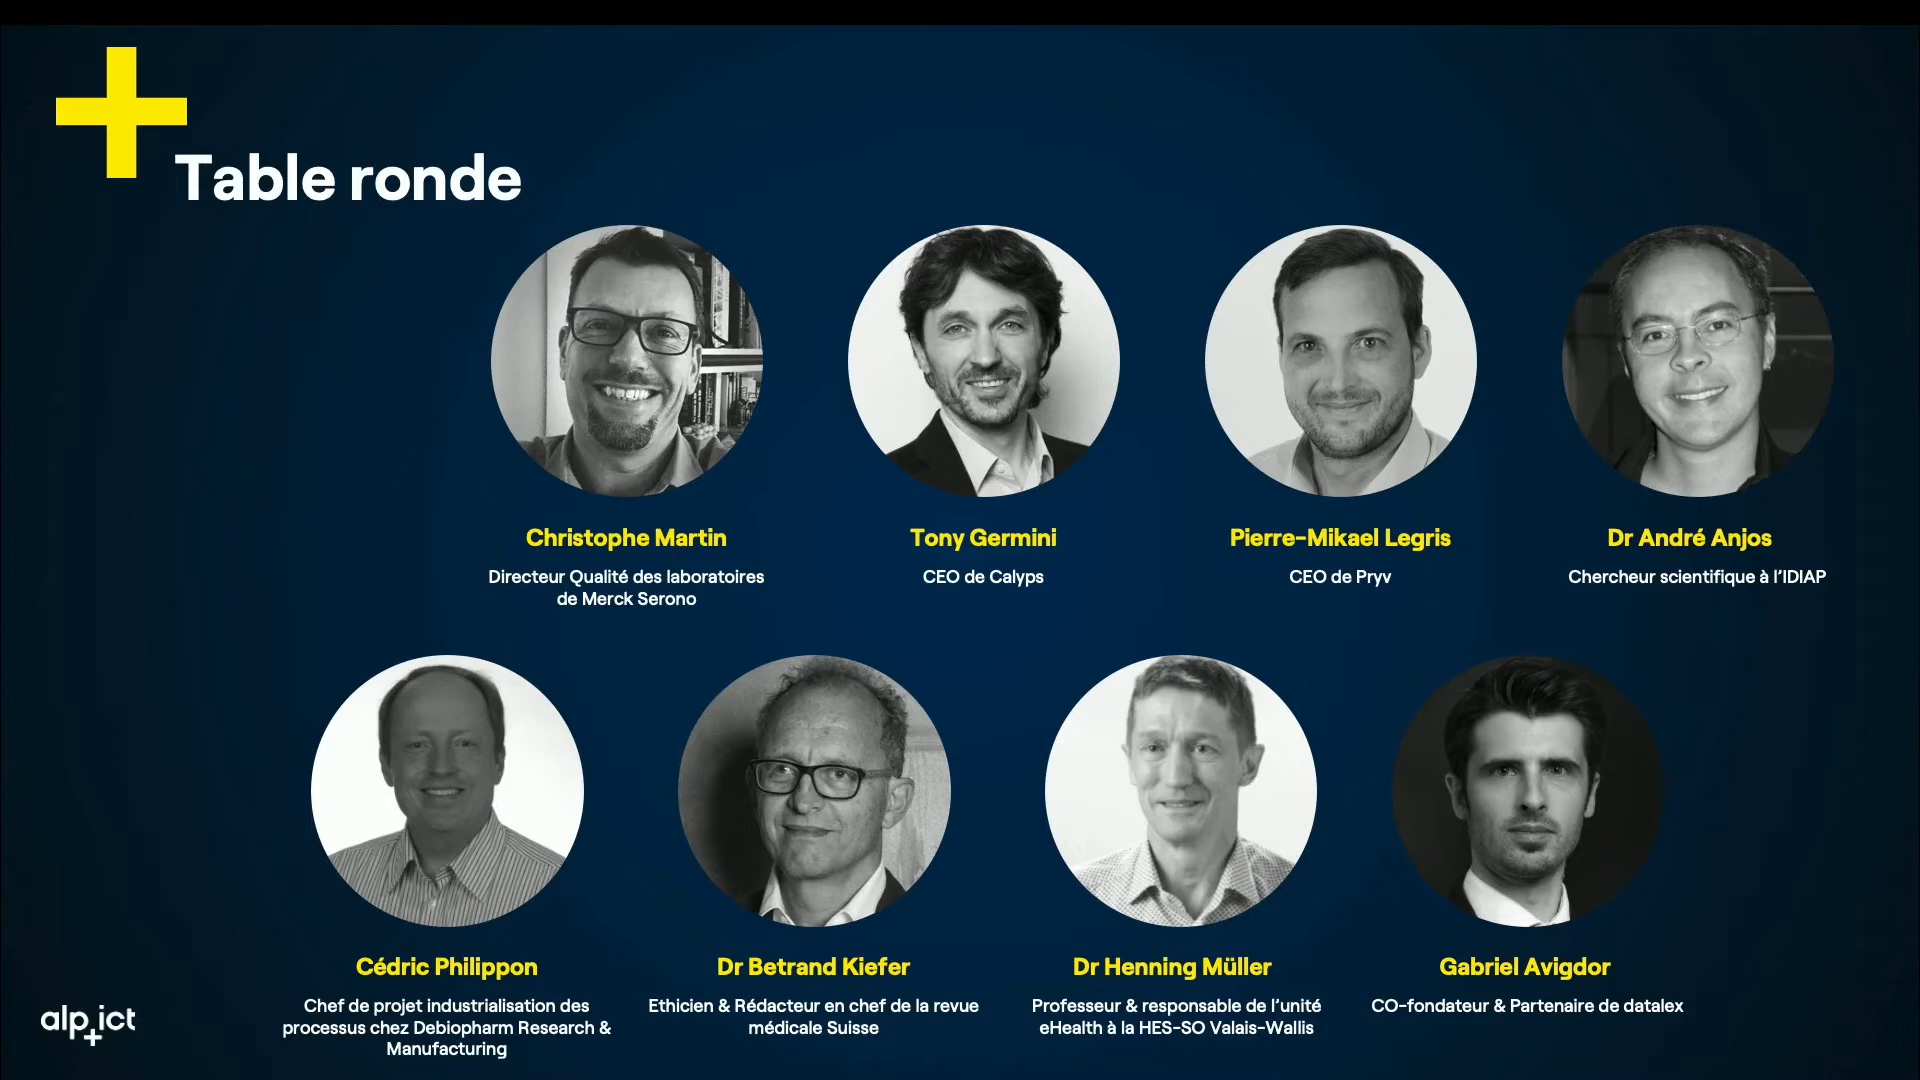 Table ronde
Christophe Martin
Directeur Qualité des laboratoires
de Merck Serono
Tony Germini
CEO de Calyps
Pierre-Mikael Legris
CEO de Pryv
Dr André Anjos
Chercheur scientifique à l'IDIAP
Cédric Philippon
Chef de projet industrialisation des
processus chez Debiopharm Research &
Manufacturing
Dr Betrand Kiefer
Ethicien & Rédacteur en chef de la revue
médicale Suisse
Dr Henning Müller
Professeur & responsable de l'unité
eHealth à la HES-SO Valais-Wallis
Gabriel Avigdor
CO-fondateur & Partenaire de datalex
alp+ict